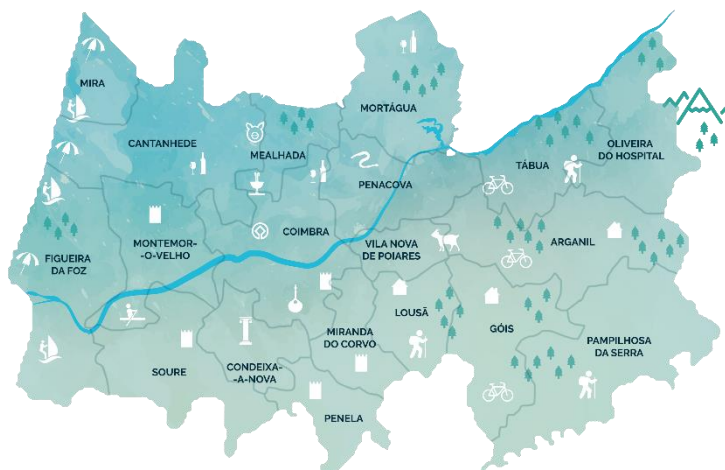 MIRA
MORTÁGUA
CANTANHEDE
MEALHADA
OLIVEIRA
DO HOSPITAL
TÁBUA
PENACOVA
COIMBRA
MONTEMOR-
-O-VELHO
VILA NOVA
DE POIARES
ARGANIL
FIGUEIRA
DA FOZ
LOUSÃ
GÓIS
MIRANDA
DO CORVO
PAMPILHOSA
DA SERRA
SOURE
CONDEIXA-
-A-NOVA
PENELA